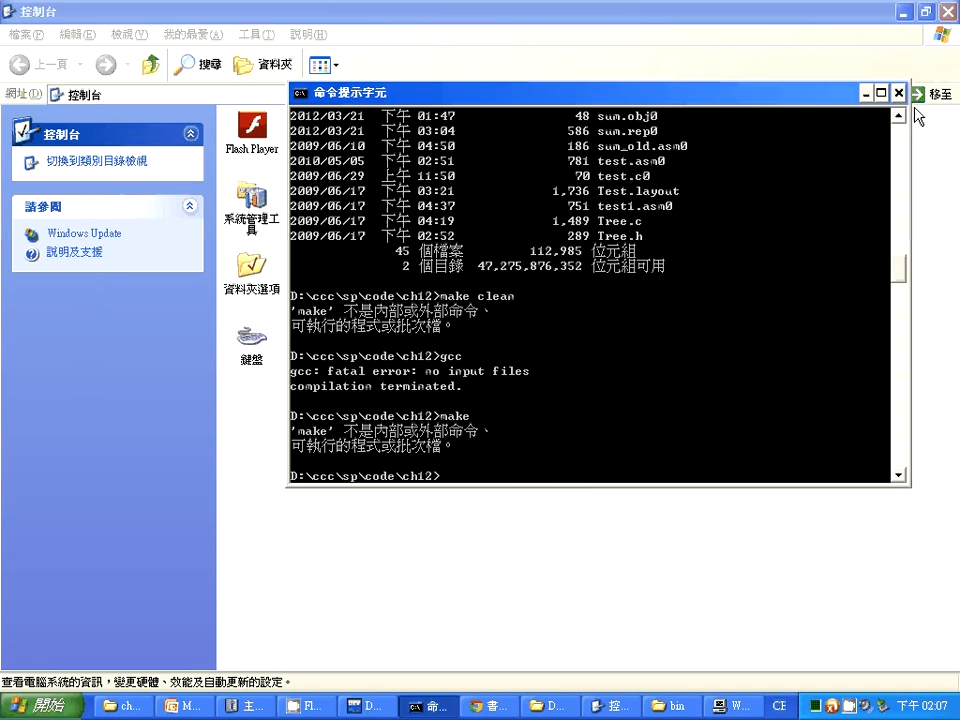 控制台
檔案(F) 編輯(E) 檢視(V) 我的最愛(A) 工具(T) 說明(H)
上一頁 搜尋 資料夾
網址(D) 控制台 移至
控制台
切換到類別目錄檢視
請參閱
Windows Update
說明及支援
Flash Player
系統管理工具
資料夾選項
鍵盤
命令提示字元
2012/03/21 下午 01:47 48 sum.obj0
2012/03/21 下午 03:04 586 sum.rep0
2009/06/10 下午 04:50 186 sum_old.asm0
2010/05/05 下午 02:51 781 test.asm0
2009/06/29 上午 11:50 70 test.c0
2009/06/17 下午 03:21 1,736 Test.layout
2009/06/17 下午 04:37 751 test1.asm0
2009/06/17 下午 04:19 1,489 Tree.c
2009/06/17 下午 02:52 289 Tree.h
45 個檔案 112,985 位元組
2 個目錄 47,275,876,352 位元組可用
D:\ccc\sp\code\ch12>make clean
'make' 不是內部或外部命令、
可執行的程式或批次檔。
D:\ccc\sp\code\ch12>gcc
gcc: fatal error: no input files
compilation terminated.
D:\ccc\sp\code\ch12>make
'make' 不是內部或外部命令、
可執行的程式或批次檔。
D:\ccc\sp\code\ch12>
查看電腦系統的資訊，變更硬體、效能及自動更新的設定。
開始 ch... M... 主... Fl... D... 命... 書... D... 控... bin W... CE 下午 02:07